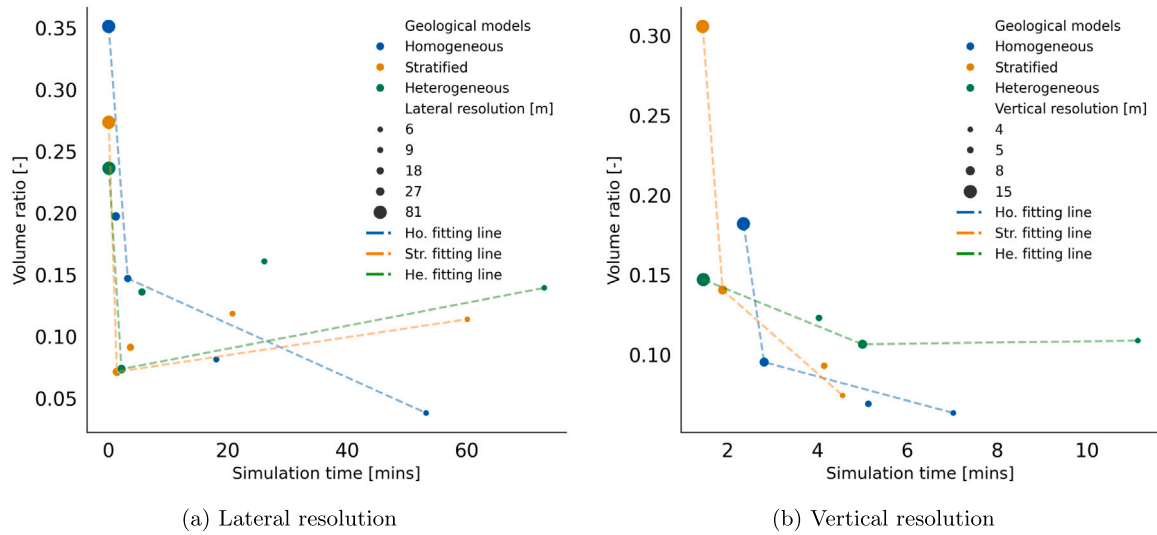 0.35
0.30
0.25
0.20
0.15
0.10
0.05
Volume ratio [-]
0
20
40
60
Simulation time [mins]
Geological models
Homogeneous
Stratified
Heterogeneous
Lateral resolution [m]
6
9
18
27
81
Ho. fitting line
Str. fitting line
He. fitting line
(a) Lateral resolution
0.30
0.25
0.20
0.15
0.10
Volume ratio [-]
2
4
6
8
10
Simulation time [mins]
Geological models
Homogeneous
Stratified
Heterogeneous
Vertical resolution [m]
4
5
8
15
Ho. fitting line
Str. fitting line
He. fitting line
(b) Vertical resolution